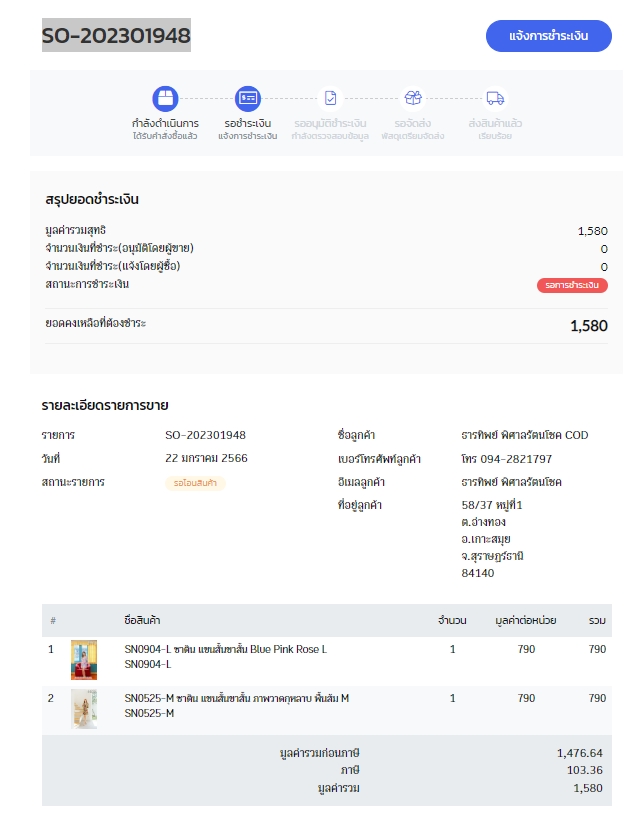 SO-202301948
แจ้งการชำระเงิน
กำลังดำเนินการ
ได้รับคำสั่งซื้อแล้ว
รอชำระเงิน
แจ้งการชำระเงิน
รออนุมัติชำระเงิน
กำลังตรวจสอบข้อมูล
รอจัดส่ง
พัสดุเตรียมจัดส่ง
ส่งสินค้าแล้ว
เรียบร้อย
สรุปยอดชำระเงิน
มูลค่ารวมสุทธิ 1,580
จำนวนเงินที่ชำระ(อนุมัติโดยผู้ขาย) 0
จำนวนเงินที่ชำระ(แจ้งโดยผู้ซื้อ) 0
สถานะการชำระเงิน รอการชำระเงิน
ยอดคงเหลือที่ต้องชำระ 1,580
รายละเอียดรายการขาย
รายการ SO-202301948 ชื่อลูกค้า ธารทิพย์ พิศาลรัตนโชค COD
วันที่ 22 มกราคม 2566 เบอร์โทรศัพท์ลูกค้า โทร 094-2821797
สถานะรายการ รอโอนสินค้า อีเมลลูกค้า ธารทิพย์ พิศาลรัตนโชค
ที่อยู่ลูกค้า 58/37 หมู่ที่1
ต.อ่างทอง
อ.เกาะสมุย
จ.สุราษฎร์ธานี
84140
# ชื่อสินค้า จำนวน มูลค่าต่อหน่วย รวม
1 SN0904-L ซาติน แขนสั้นขาสั้น Blue Pink Rose L 1 790 790
SN0904-L
2 SN0525-M ซาติน แขนสั้นขาสั้น ภาพวาดกุหลาบ พื้นส้ม M 1 790 790
SN0525-M
มูลค่ารวมก่อนภาษี 1,476.64
ภาษี 103.36
มูลค่ารวม 1,580